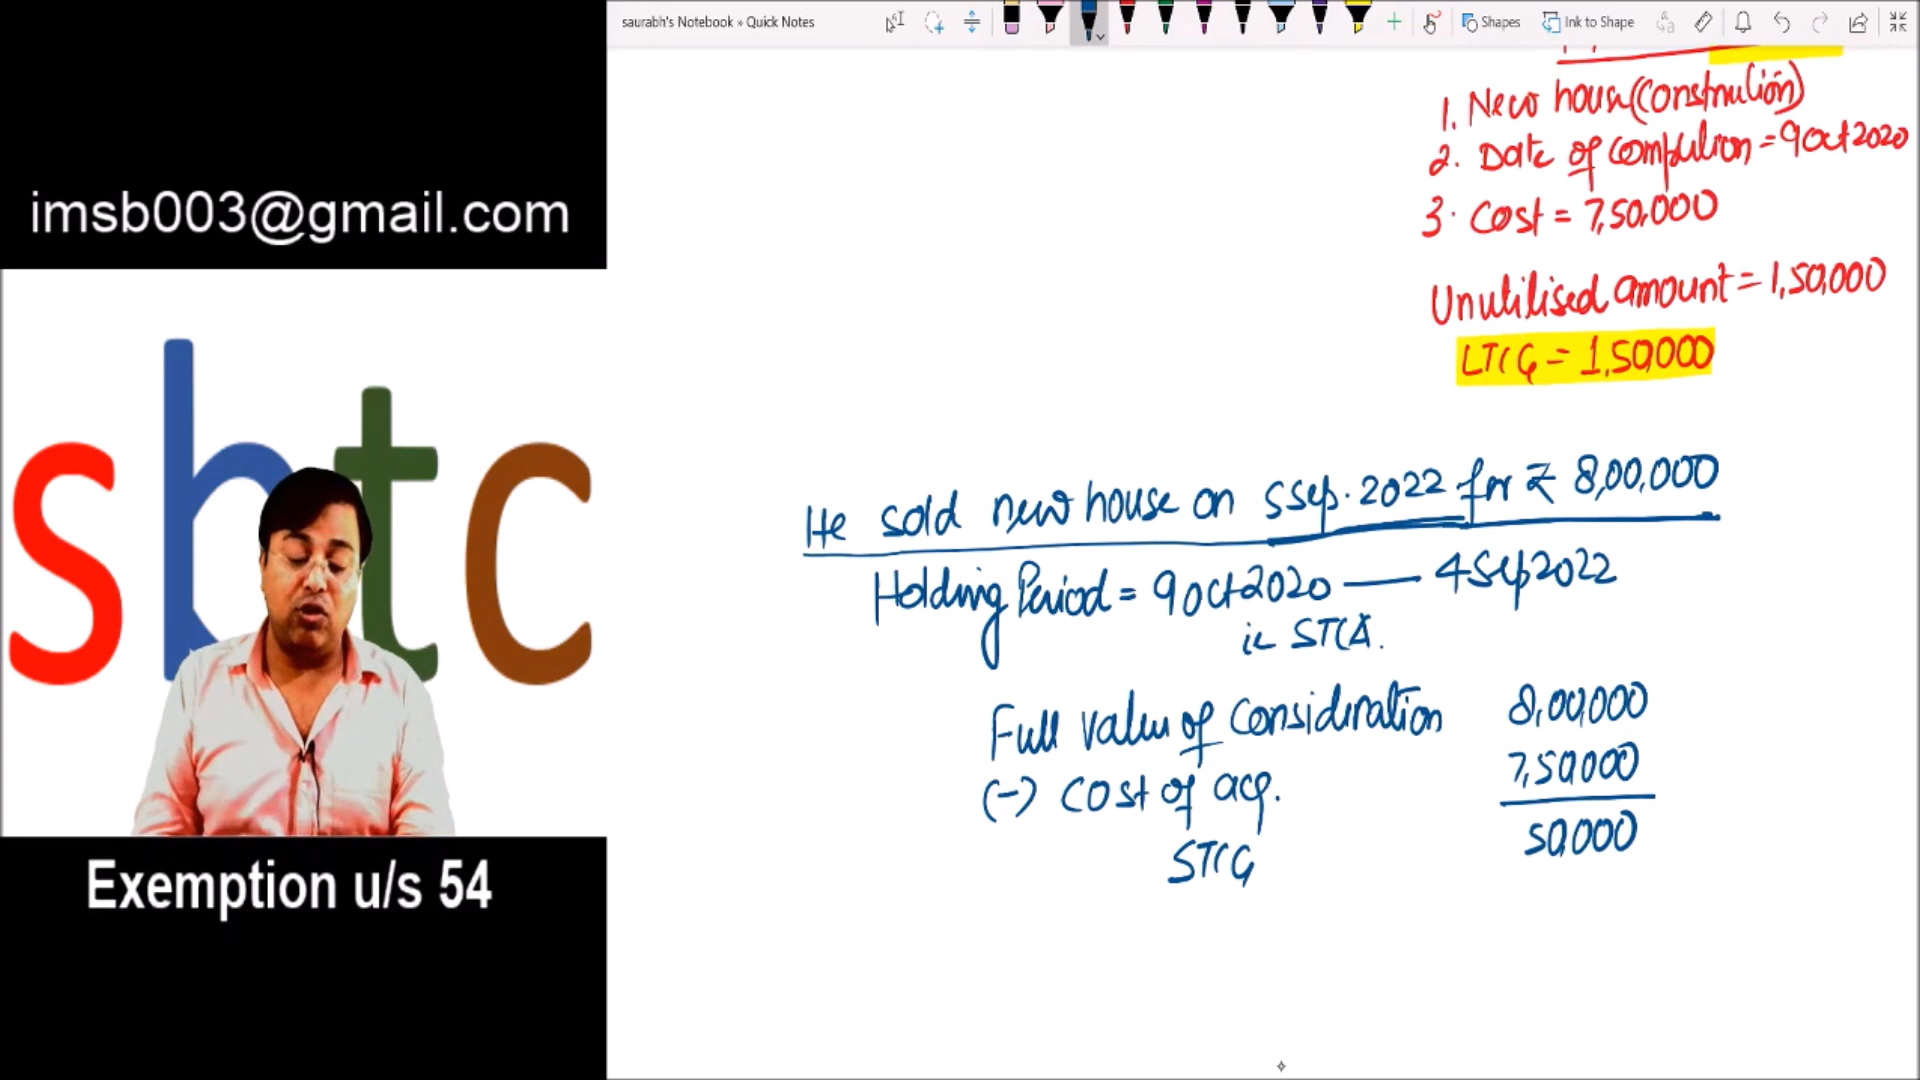 imsb003@gmail.com
sbtc
Exemption u/s 54
saurabh's Notebook » Quick Notes
Shapes
Ink to Shape
1. New house(Construction)
2. Date of completion = 9 Oct 2020
3. Cost = 7,50,000
Unutilised amount = 1,50,000
LTCG = 1,50,000
He sold new house on 5 Sep. 2022 for ₹ 8,00,000
Holding Period = 9 Oct 2020 — 4 Sep 2022
ie STCA.
Full value of consideration 8,00,000
(-) Cost of acq. 7,50,000
STCG 50,000